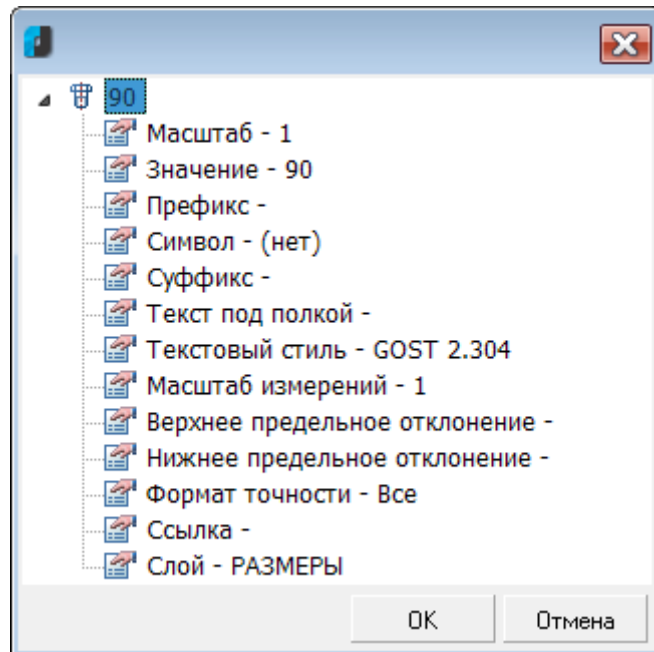 90
Масштаб - 1
Значение - 90
Префикс -
Символ - (нет)
Суффикс -
Текст под полкой -
Текстовый стиль - GOST 2.304
Масштаб измерений - 1
Верхнее предельное отклонение -
Нижнее предельное отклонение -
Формат точности - Все
Ссылка -
Слой - РАЗМЕРЫ
OK Отмена